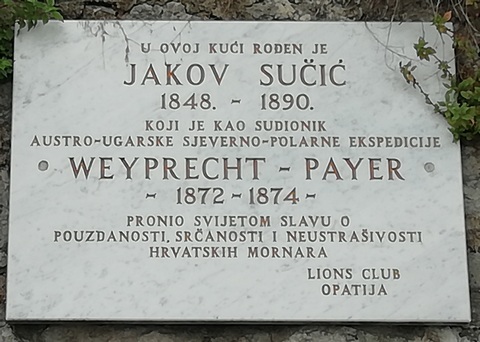 U OVOJ KUĆI ROĐEN JE
JAKOV SUČIĆ
1848. - 1890.
KOJI JE KAO SUDIONIK
AUSTRO-UGARSKE SJEVERNO-POLARNE EKSPEDICIJE
WEYPRECHT - PAYER
- 1872-1874 -
PRONIO SVIJETOM SLAVU O
POUZDANOSTI, SRČANOSTI I NEUSTRAŠIVOSTI
HRVATSKIH MORNARA
LIONS CLUB
OPATIJA